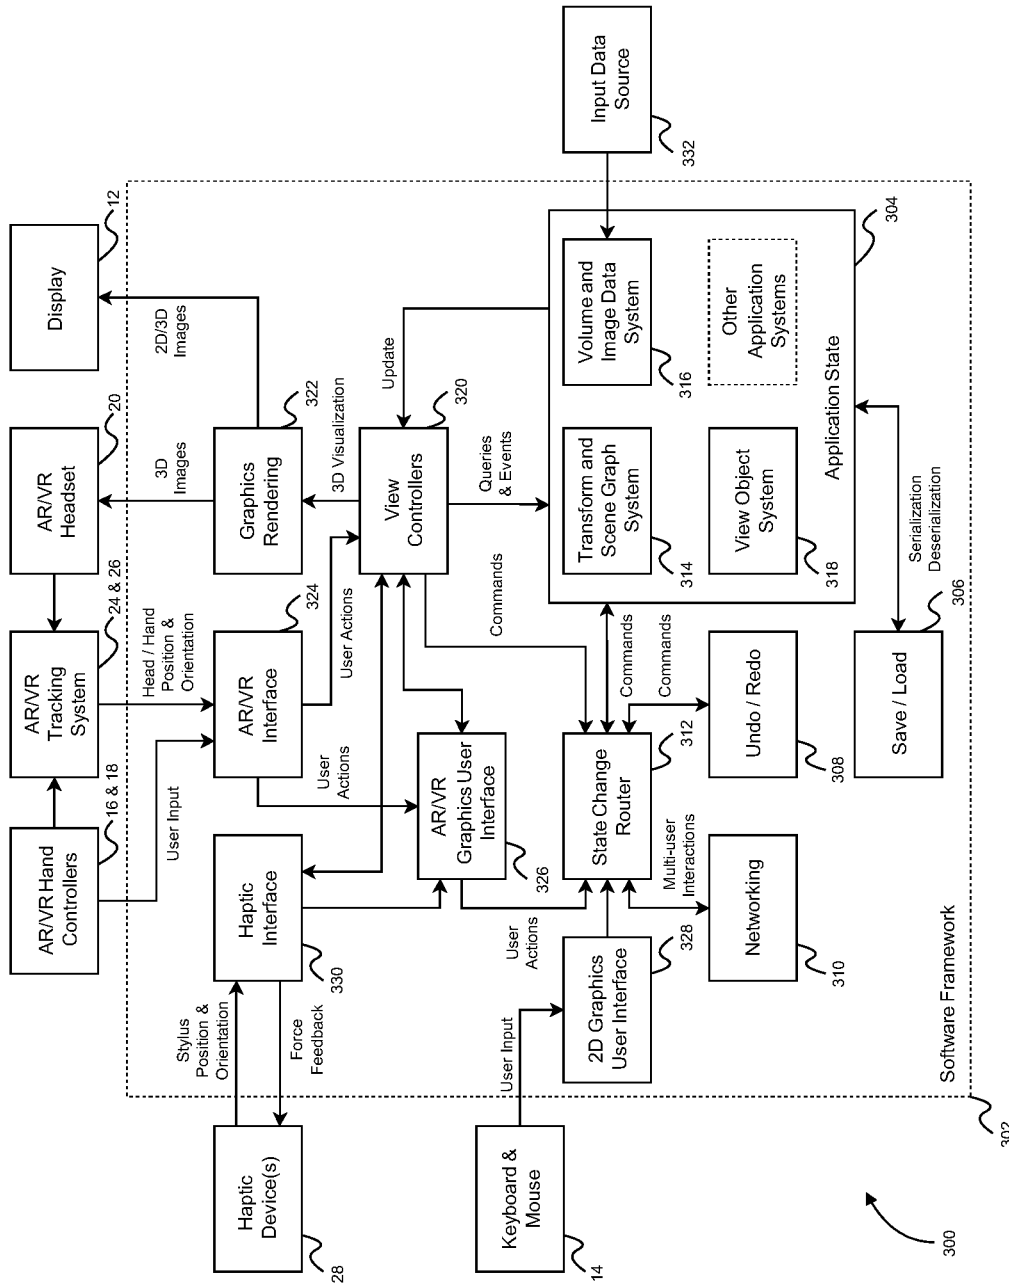 Haptic
Device(s)
28
Keyboard &
Mouse
14
300
Stylus
Position &
Orientation
Force
Feedback
User Input
302
Software Framework
AR/VR Hand
Controllers
16 & 18
User Input
Haptic
Interface
330
2D Graphics
User Interface
328
User
Actions
Networking
310
Multi-user
Interactions
AR/VR
Tracking
System
24 & 26
Head / Hand
Position &
Orientation
AR/VR
Interface
324
User
Actions
User Actions
AR/VR
Graphics User
Interface
326
State Change
Router
312
Commands
Commands
Commands
Undo / Redo
308
Save / Load
306
Serialization
Deserialization
AR/VR
Headset
20
3D
Images
Graphics
Rendering
322
3D Visualization
View
Controllers
320
Queries
& Events
Update
Transform and
Scene Graph
System
314
View Object
System
318
Display
12
2D/3D
Images
Volume and
Image Data
System
316
Other
Application
Systems
Application State
304
Input Data
Source
332